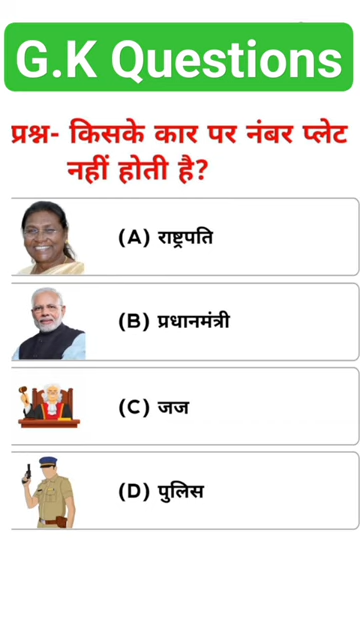 G.K Questions
प्रश्न- किसके कार पर नंबर प्लेट
नहीं होती है?
(A) राष्ट्रपति
(B) प्रधानमंत्री
(C) जज
(D) पुलिस